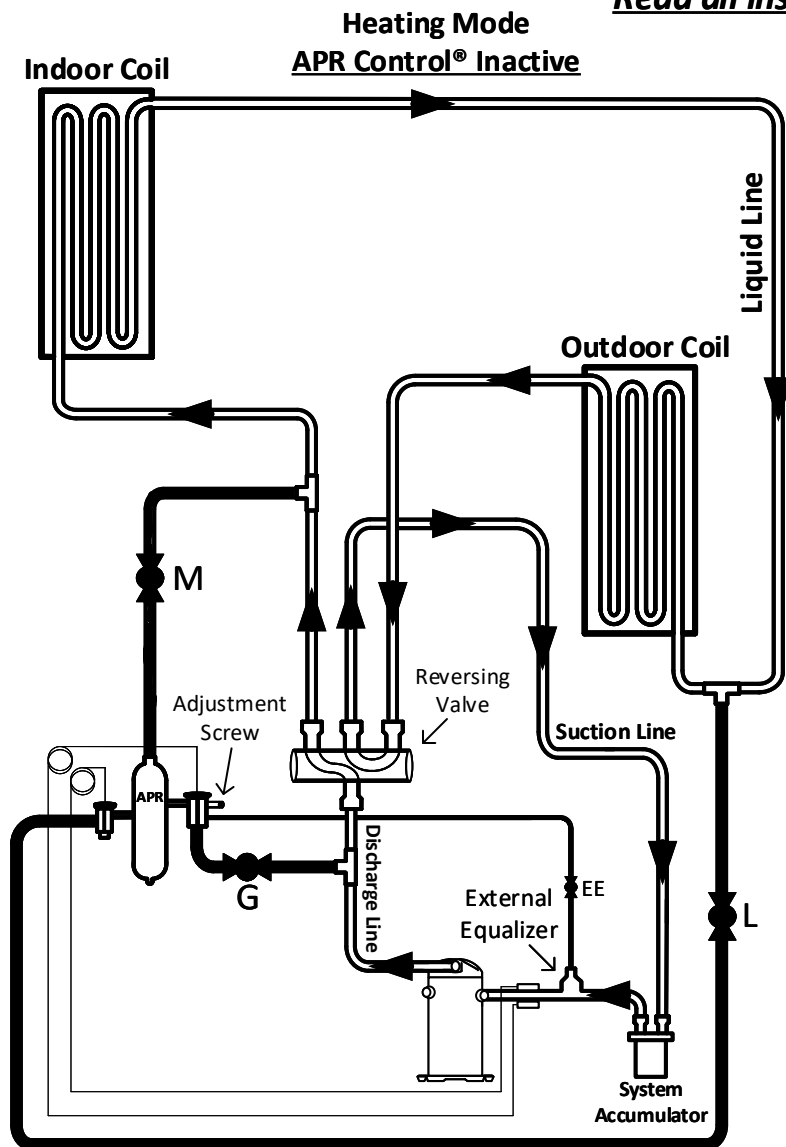 Read all Ins
Heating Mode
APR Control® Inactive
Indoor Coil
Liquid Line
Outdoor Coil
M
Reversing
Valve
Adjustment
Screw
Suction Line
APR
Discharge Line
G
EE
External
Equalizer
L
System
Accumulator